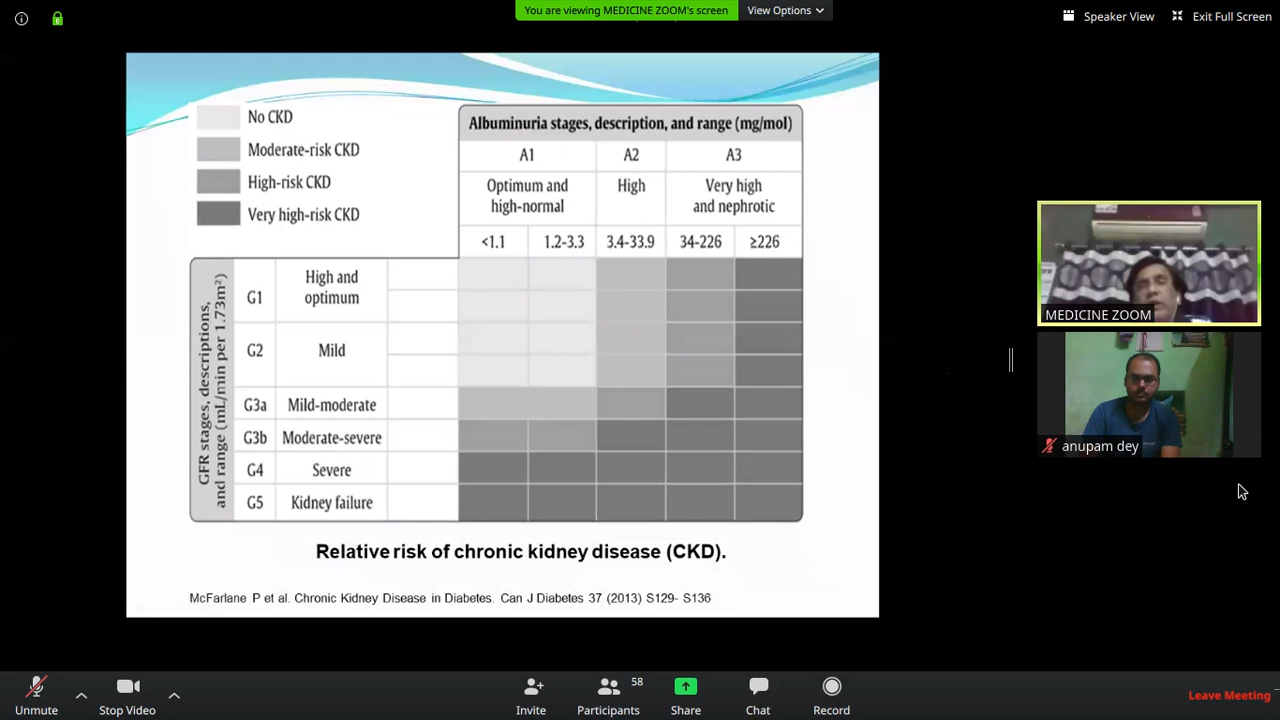 You are viewing MEDICINE ZOOM's screen
View Options
Speaker View
Exit Full Screen
No CKD
Moderate-risk CKD
High-risk CKD
Very high-risk CKD
Albuminuria stages, description, and range (mg/mol)
A1
A2
A3
Optimum and
high-normal
High
Very high
and nephrotic
<1.1
1.2-3.3
3.4-33.9
34-226
≥226
GFR stages, descriptions,
and range (mL/min per 1.73m²)
G1
High and
optimum
G2
Mild
G3a
Mild-moderate
G3b
Moderate-severe
G4
Severe
G5
Kidney failure
Relative risk of chronic kidney disease (CKD).
McFarlane P et al. Chronic Kidney Disease in Diabetes. Can J Diabetes 37 (2013) S129- S136
MEDICINE ZOOM
anupam dey
Unmute
Stop Video
Invite
Participants
58
Share
Chat
Record
Leave Meeting